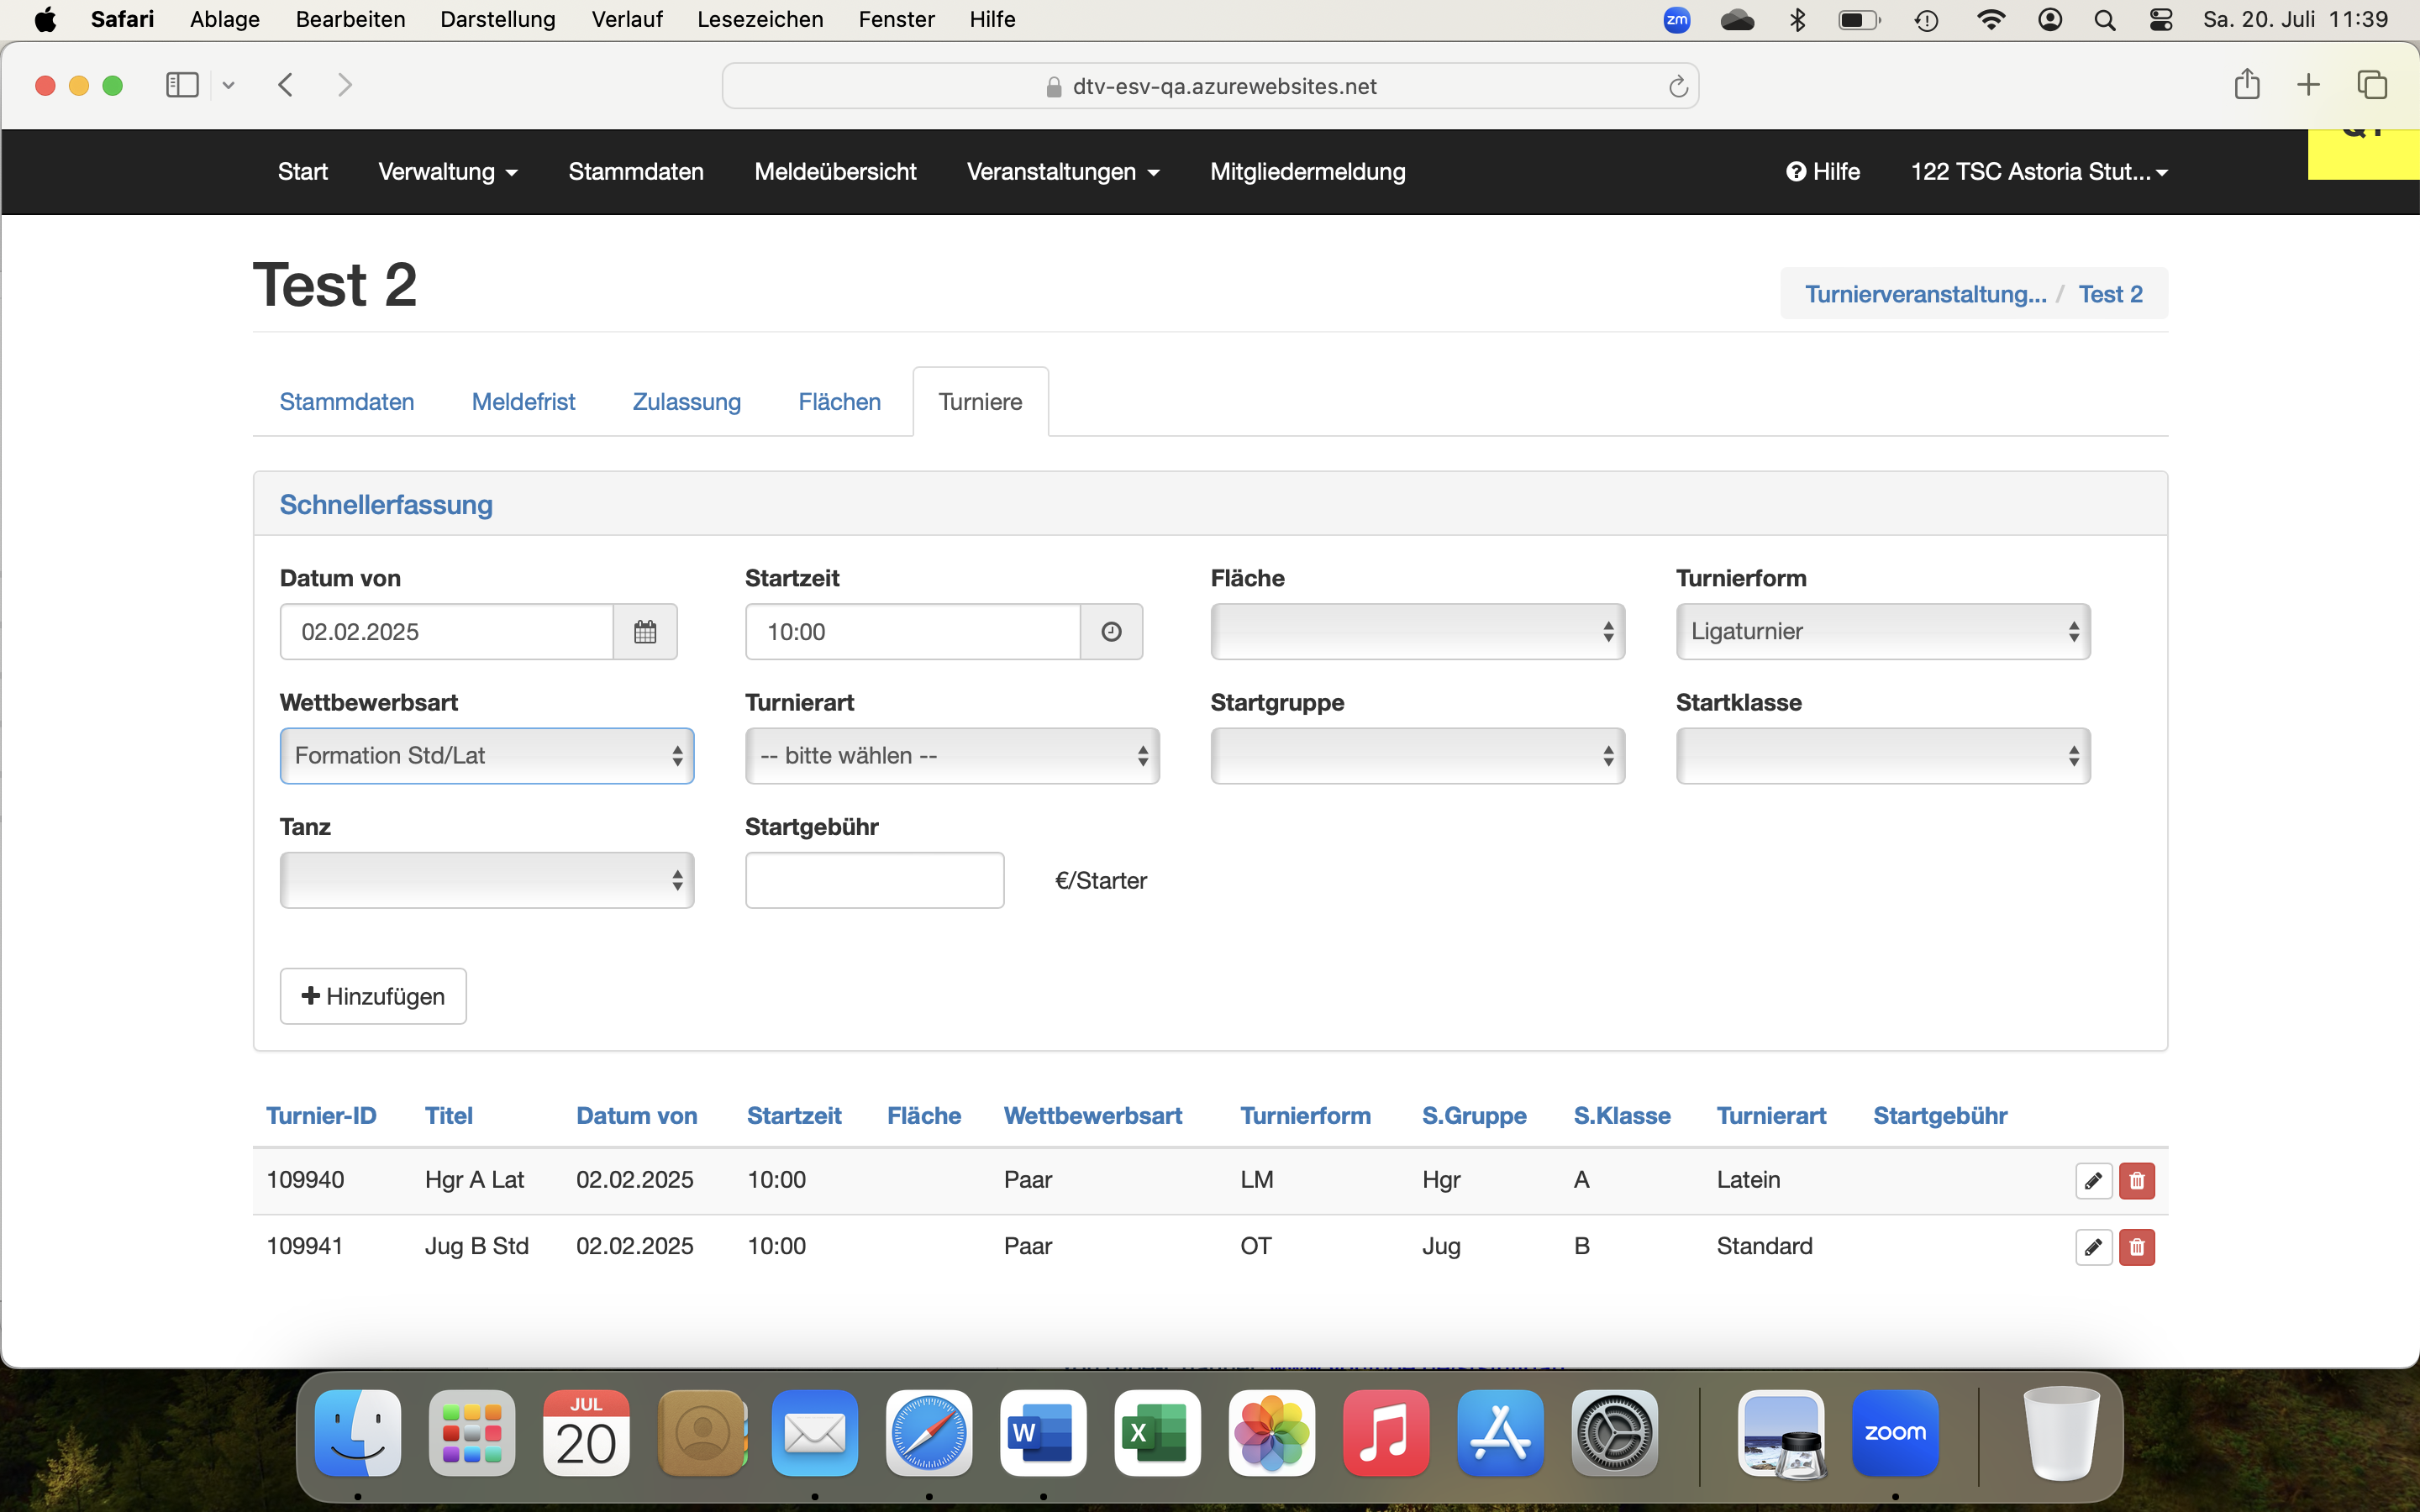 Safari Ablage Bearbeiten Darstellung Verlauf Lesezeichen Fenster Hilfe zm Sa. 20. Juli 11:39
dtv-esv-qa.azurewebsites.net
Start Verwaltung Stammdaten Meldeübersicht Veranstaltungen Mitgliedermeldung Hilfe 122 TSC Astoria Stut...
Test 2
Turnierveranstaltung... / Test 2
Stammdaten Meldefrist Zulassung Flächen Turniere
Schnellerfassung
Datum von Startzeit Fläche Turnierform
02.02.2025 10:00 Ligaturnier
Wettbewerbsart Turnierart Startgruppe Startklasse
Formation Std/Lat -- bitte wählen --
Tanz Startgebühr
€/Starter
Hinzufügen
Turnier-ID Titel Datum von Startzeit Fläche Wettbewerbsart Turnierform S.Gruppe S.Klasse Turnierart Startgebühr
109940 Hgr A Lat 02.02.2025 10:00 Paar LM Hgr A Latein
109941 Jug B Std 02.02.2025 10:00 Paar OT Jug B Standard
JUL
20
W
X
zoom